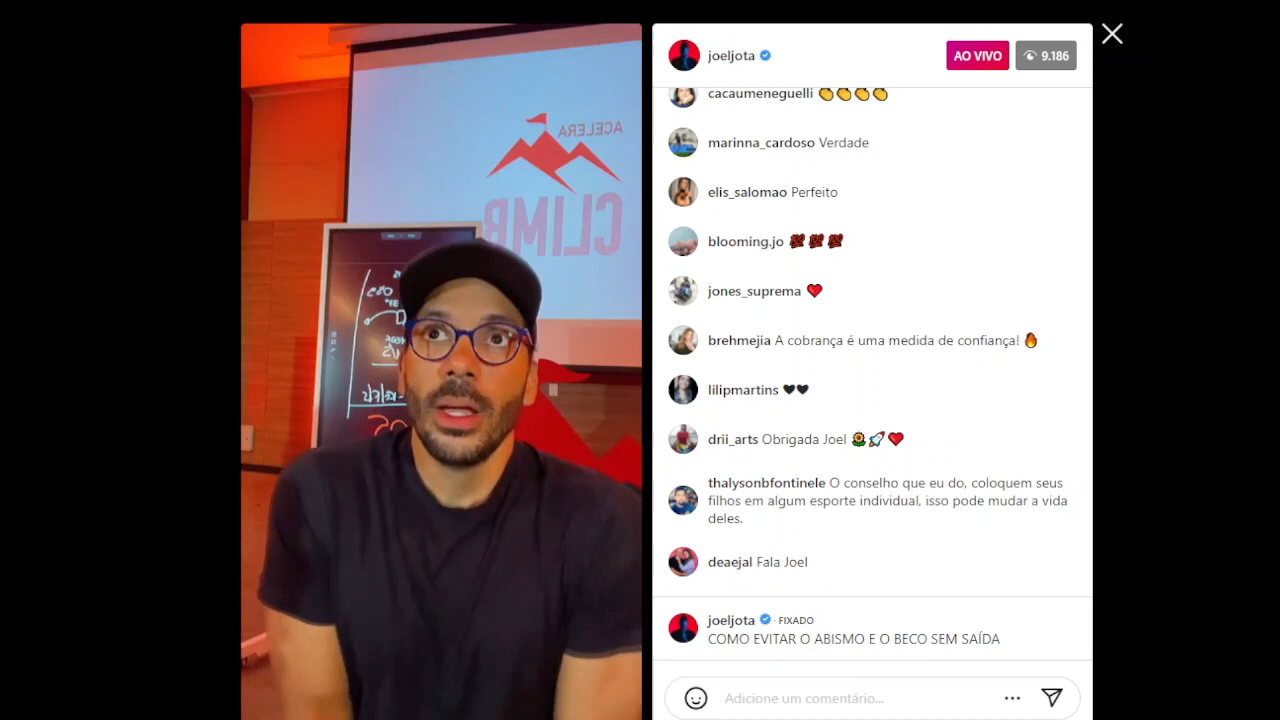 ACELERA
CLIMB
joeljota
AO VIVO
9.186
cacaumeneguelli 👏👏👏👏
marinna_cardoso Verdade
elis_salomao Perfeito
blooming.jo 💯 💯 💯
jones_suprema ❤️
brehmejia A cobrança é uma medida de confiança! 🔥
lilipmartins 🖤🖤
drii_arts Obrigada Joel 🌻🚀❤️
thalysonbfontinele O conselho que eu do, coloquem seus
filhos em algum esporte individual, isso pode mudar a vida
deles.
deaejal Fala Joel
joeljota · FIXADO
COMO EVITAR O ABISMO E O BECO SEM SAÍDA
Adicione um comentário...